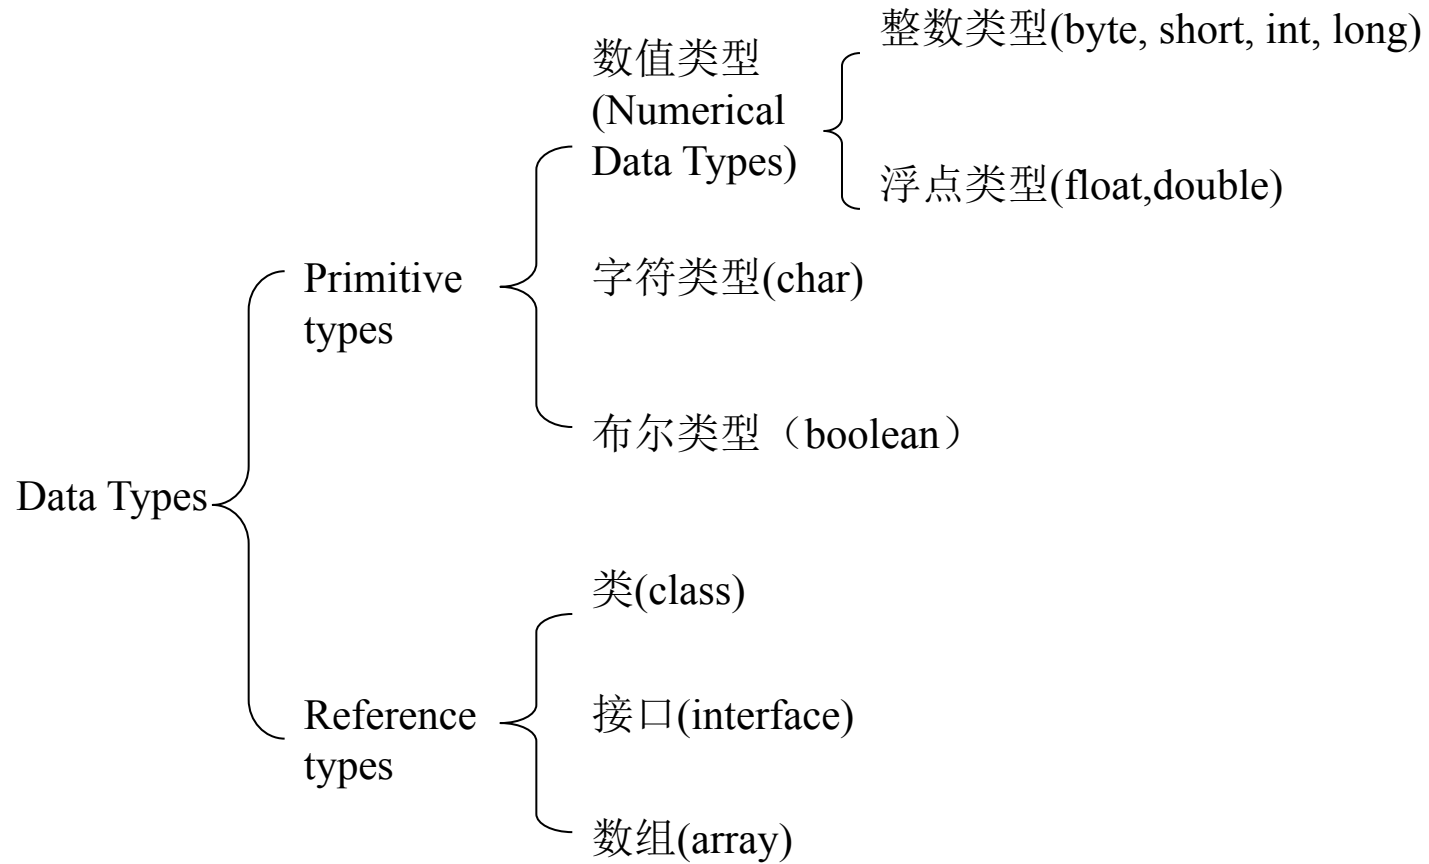 Data Types
Primitive
types
数值类型
(Numerical
Data Types)
整数类型(byte, short, int, long)
浮点类型(float,double)
字符类型(char)
布尔类型（boolean）
Reference
types
类(class)
接口(interface)
数组(array)